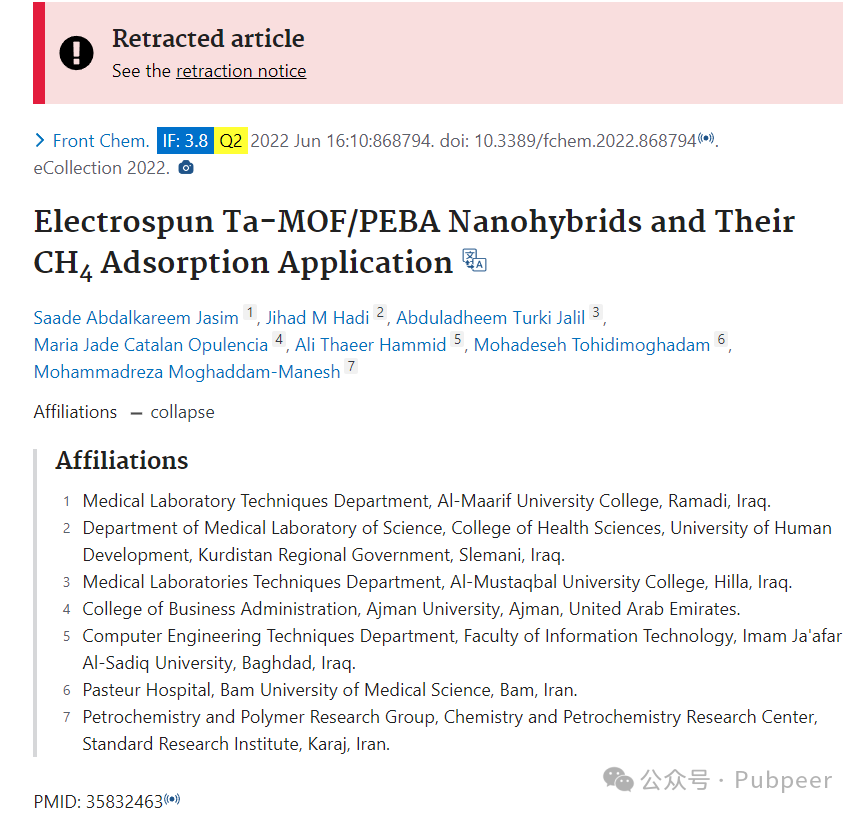 Retracted article
See the retraction notice
Front Chem. IF: 3.8 Q2 2022 Jun 16:10:868794. doi: 10.3389/fchem.2022.868794.
eCollection 2022.
Electrospun Ta-MOF/PEBA Nanohybrids and Their
CH4 Adsorption Application
Saade Abdalkareem Jasim 1, Jihad M Hadi 2, Abduladheem Turki Jalil 3,
Maria Jade Catalan Opulencia 4, Ali Thaeer Hammid 5, Mohadeseh Tohidimoghadam 6,
Mohammadreza Moghaddam-Manesh 7
Affiliations — collapse
Affiliations
1 Medical Laboratory Techniques Department, Al-Maarif University College, Ramadi, Iraq.
2 Department of Medical Laboratory of Science, College of Health Sciences, University of Human
Development, Kurdistan Regional Government, Slemani, Iraq.
3 Medical Laboratories Techniques Department, Al-Mustaqbal University College, Hilla, Iraq.
4 College of Business Administration, Ajman University, Ajman, United Arab Emirates.
5 Computer Engineering Techniques Department, Faculty of Information Technology, Imam Ja'afar
Al-Sadiq University, Baghdad, Iraq.
6 Pasteur Hospital, Bam University of Medical Science, Bam, Iran.
7 Petrochemistry and Polymer Research Group, Chemistry and Petrochemistry Research Center,
Standard Research Institute, Karaj, Iran.
公众号 · Pubpeer
PMID: 35832463